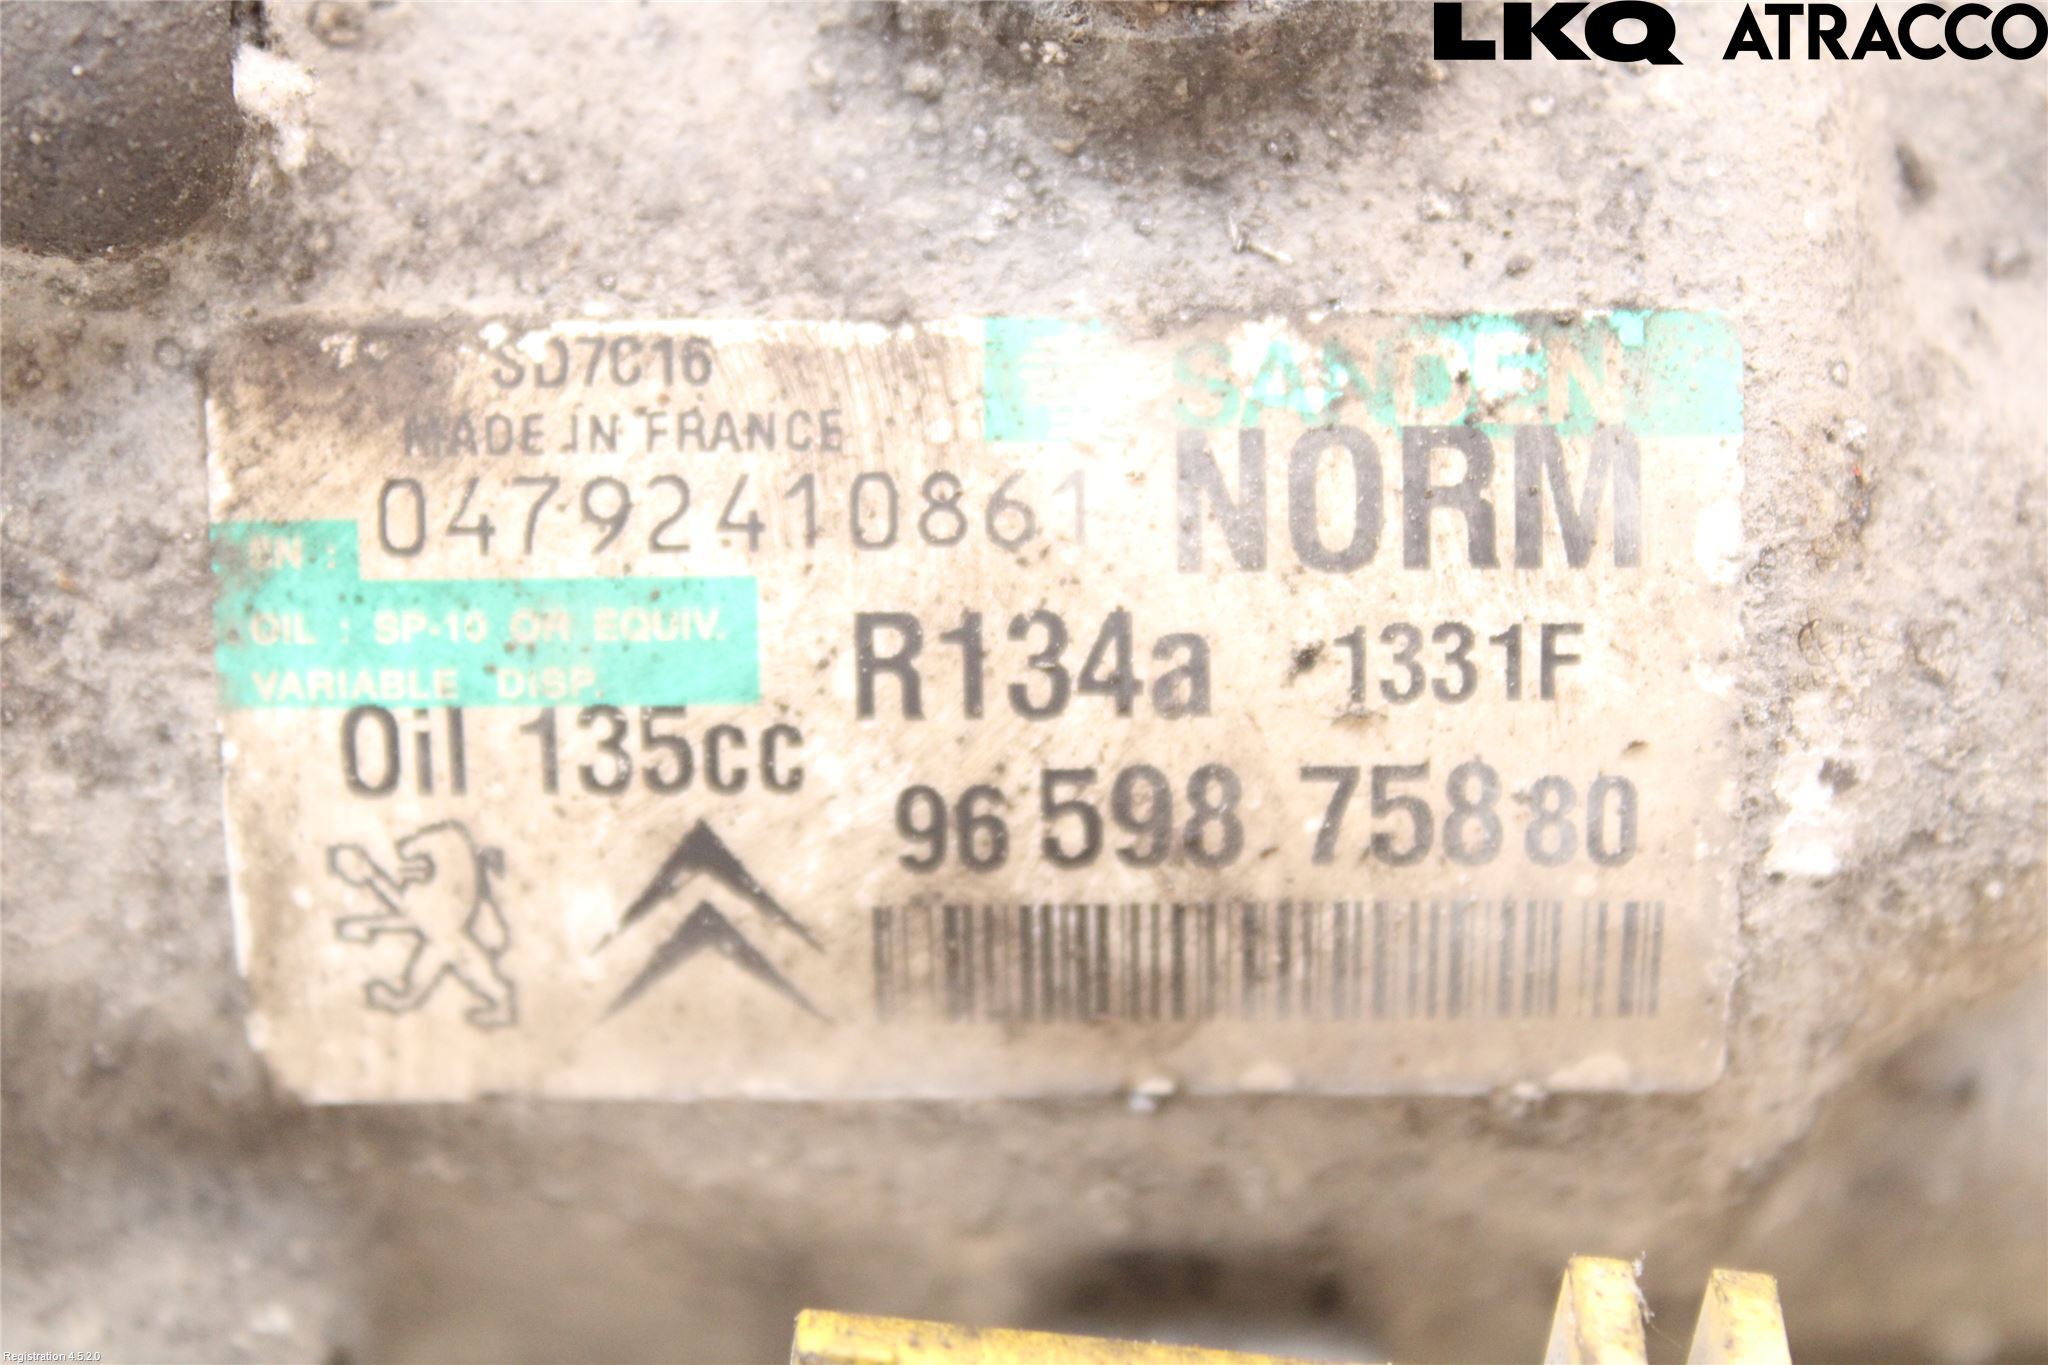 LKQ ATRACCO
SD7C16
SANDEN
MADE IN FRANCE
NORM
SN : 04792410861
OIL : SP-10 OR EQUIV.
VARIABLE DISP.
R134a 1331F
Oil 135cc
96 598 758 80
Registration 4.5.2.0